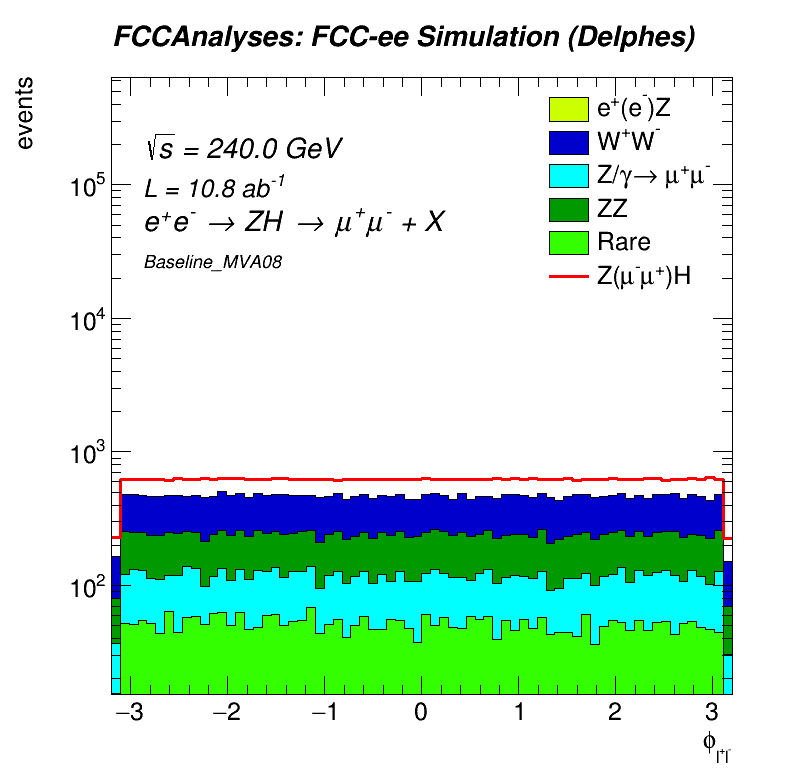 FCCAnalyses: FCC-ee Simulation (Delphes)
events
√s = 240.0 GeV
L = 10.8 ab⁻¹
e⁺e⁻ → ZH → μ⁺μ⁻ + X
Baseline_MVA08
e⁺(e⁻)Z
W⁺W⁻
Z/γ→ μ⁺μ⁻
ZZ
Rare
Z(μ⁻μ⁺)H
10⁵
10⁴
10³
10²
−3 −2 −1 0 1 2 3
ϕ_l⁺l⁻